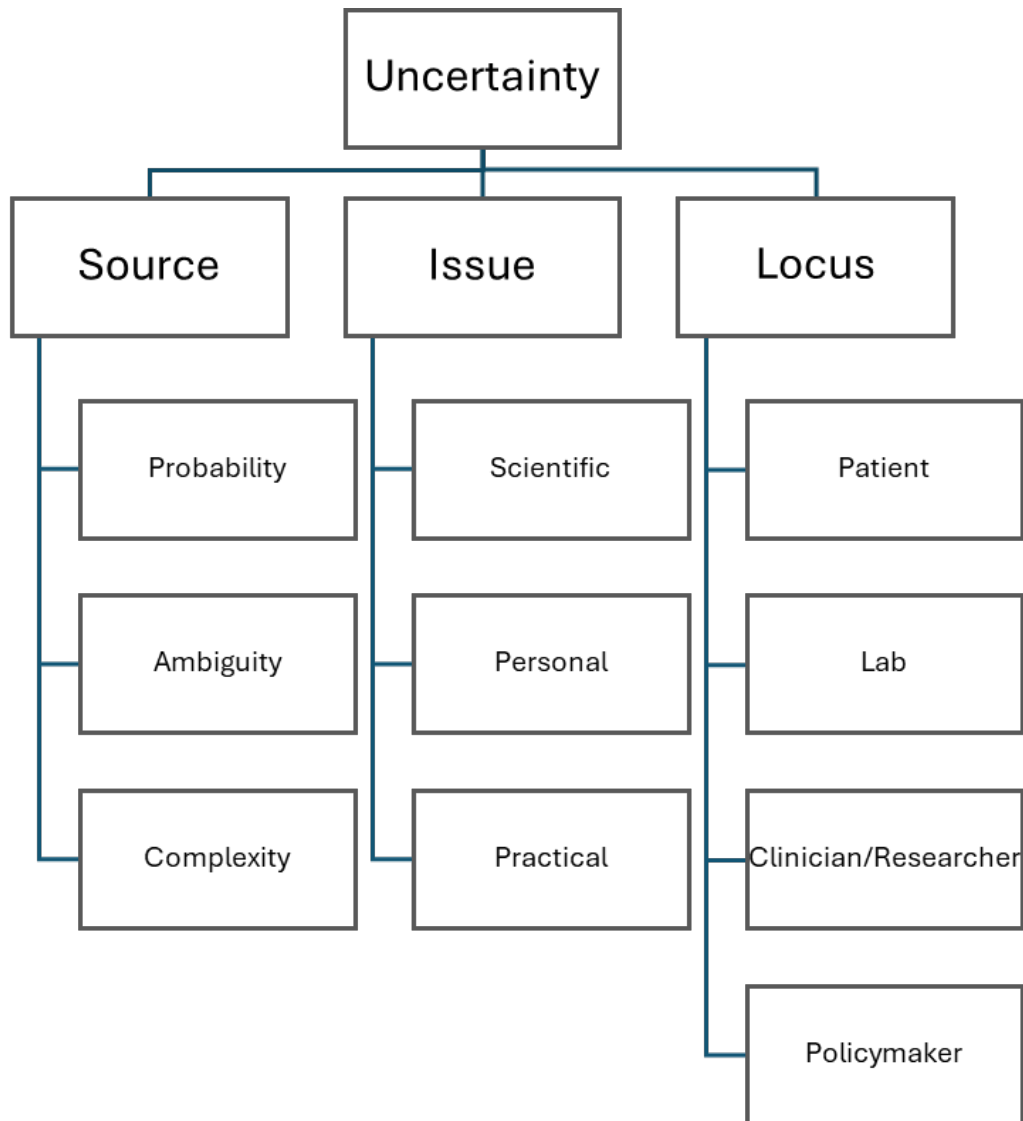 Uncertainty
Source
Issue
Locus
Probability
Scientific
Patient
Ambiguity
Personal
Lab
Complexity
Practical
Clinician/Researcher
Policymaker